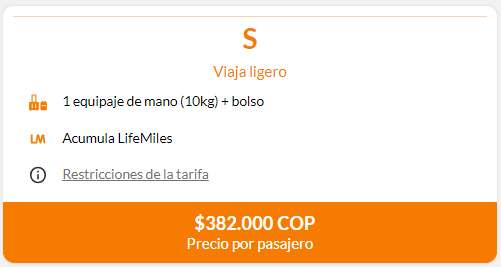 S
Viaja ligero
1 equipaje de mano (10kg) + bolso
LM Acumula LifeMiles
Restricciones de la tarifa
$382.000 COP
Precio por pasajero